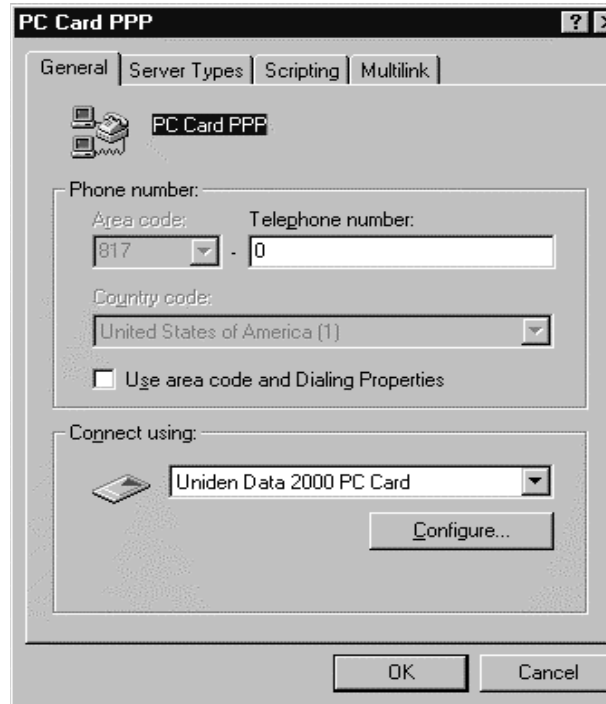 PC Card PPP
General Server Types Scripting Multilink
PC Card PPP
Phone number:
Area code: Telephone number:
817 - 0
Country code:
United States of America (1)
Use area code and Dialing Properties
Connect using:
Uniden Data 2000 PC Card
Configure...
OK Cancel